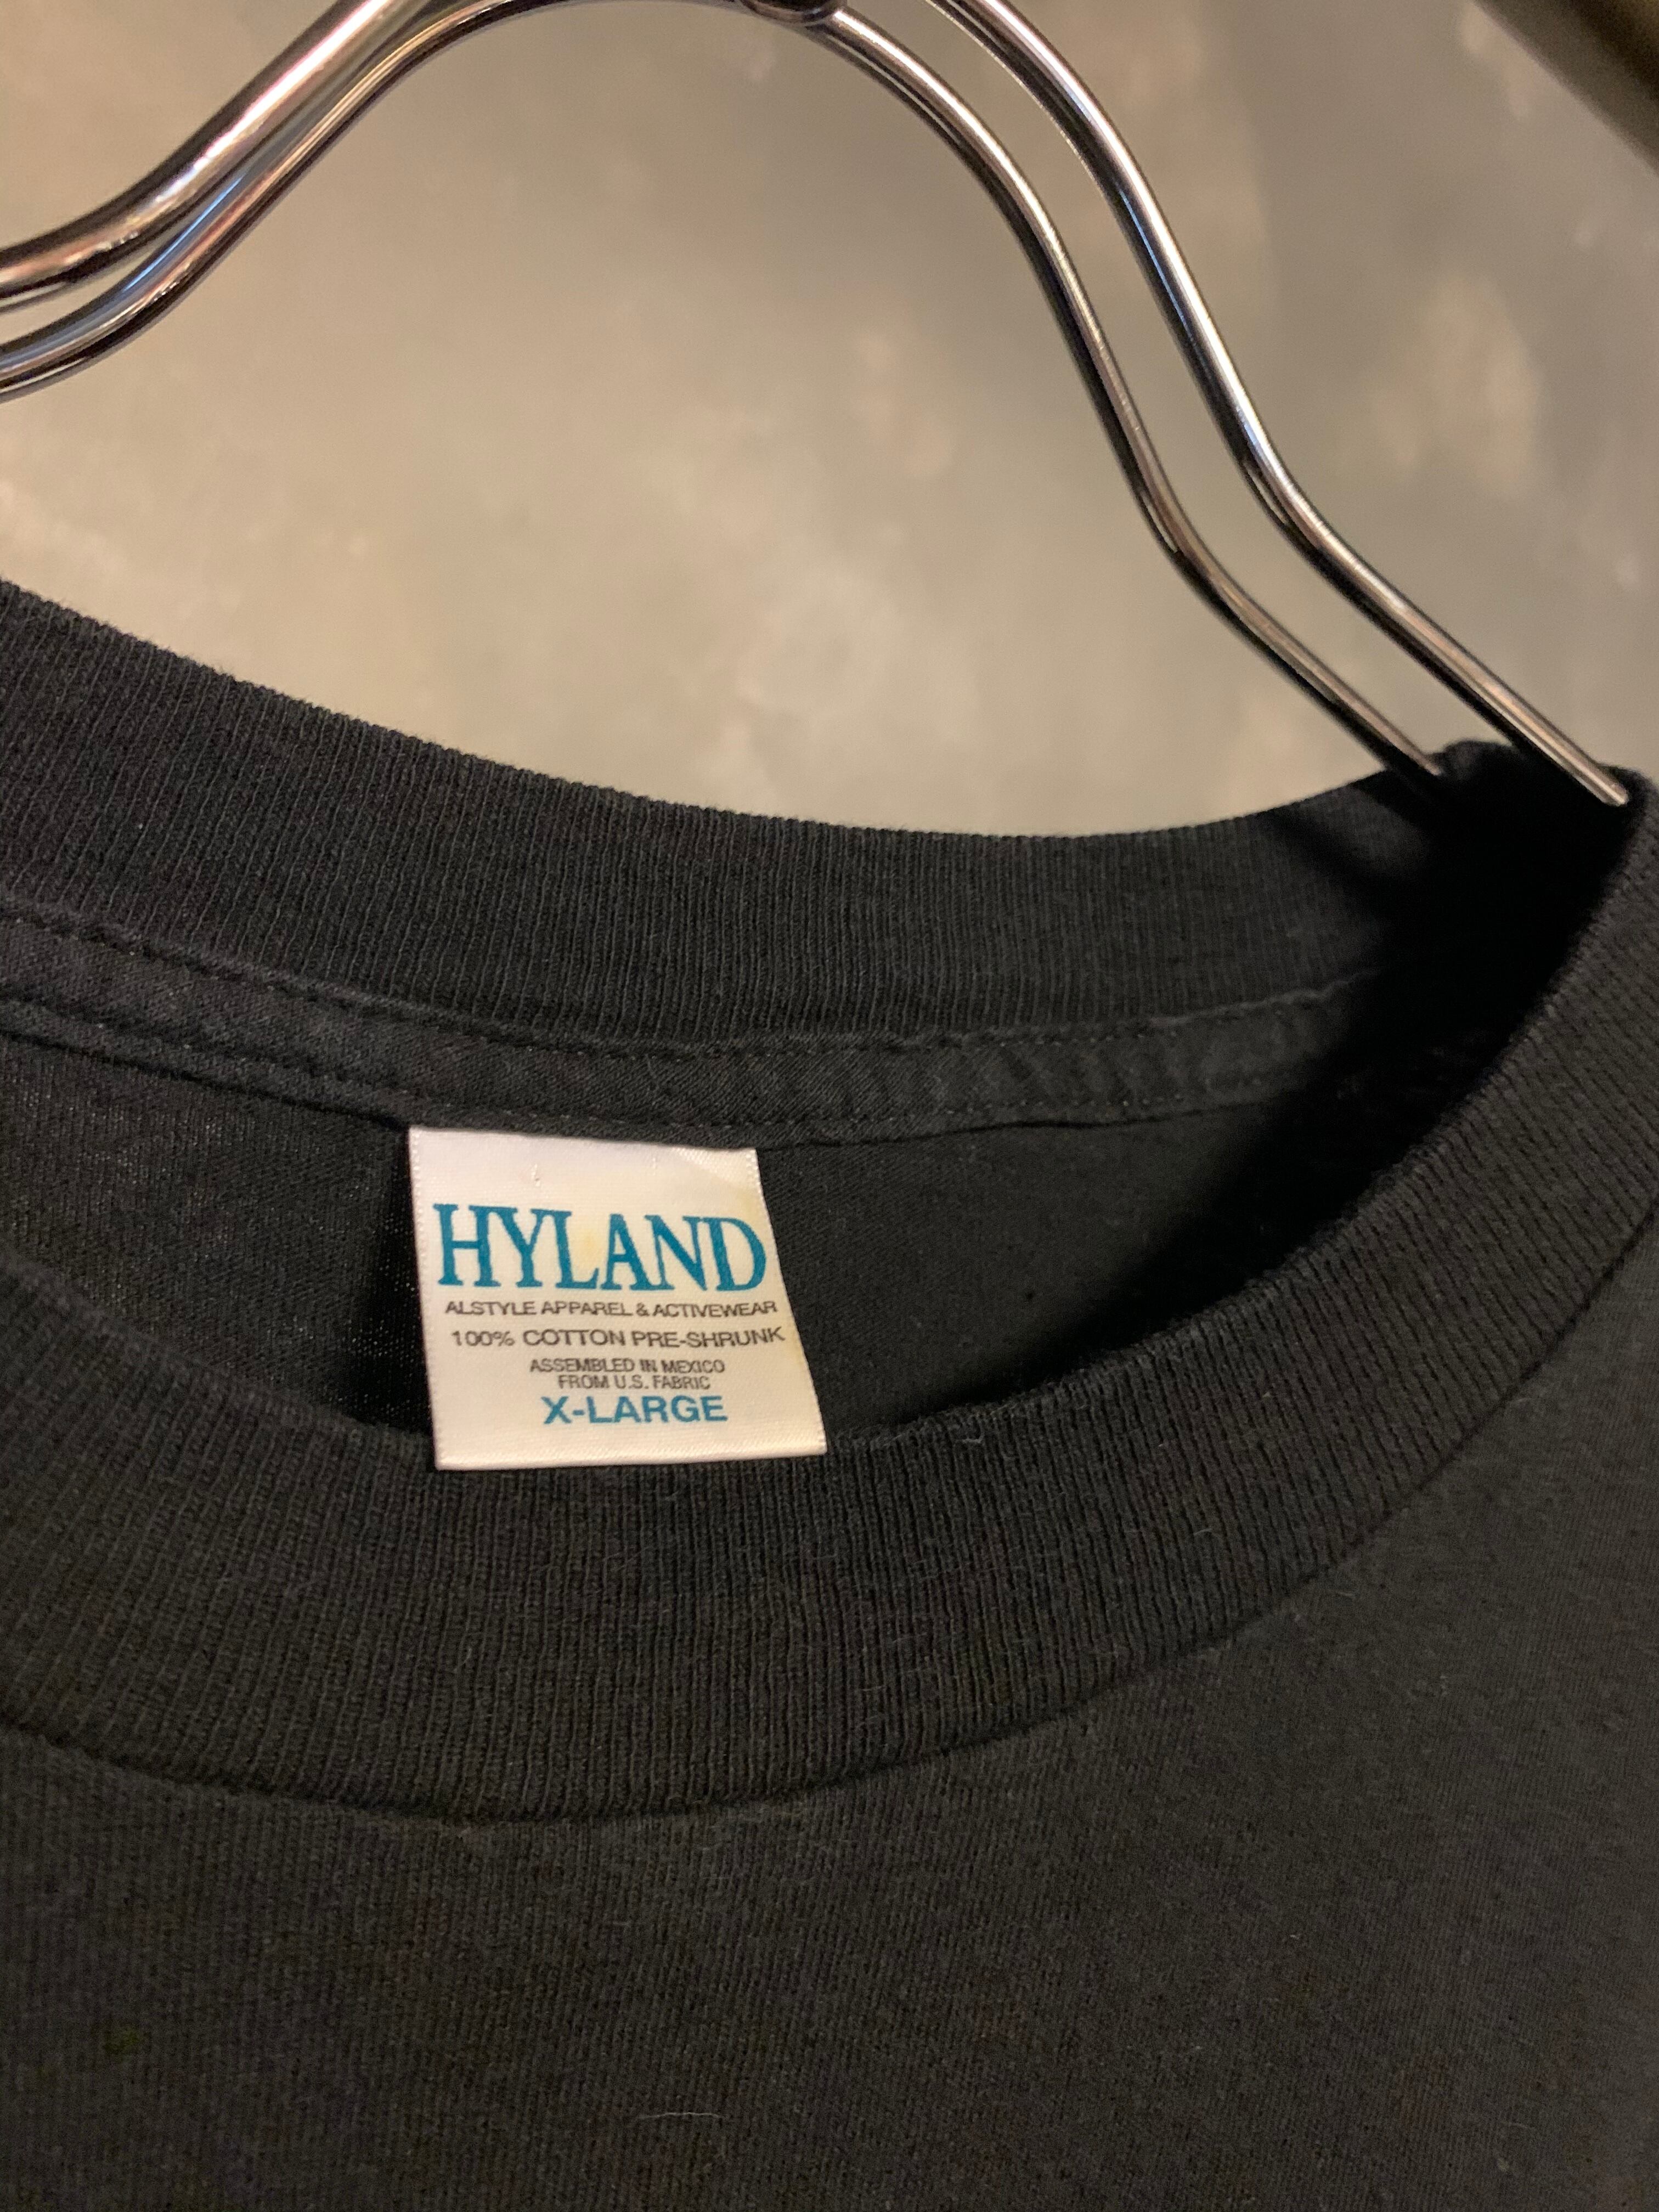 HYLAND
ALSTYLE APPAREL & ACTIVEWEAR
100% COTTON PRE-SHRUNK
ASSEMBLED IN MEXICO
FROM U.S. FABRIC
X-LARGE